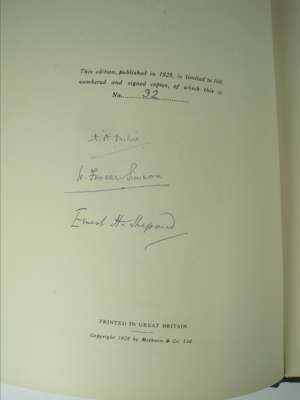 This edition, published in 1928, is limited to 100
numbered and signed copies, of which this is
No. 32
A. A. Milne
H. Fraser Simson
Ernest H. Shepard
PRINTED IN GREAT BRITAIN
Copyright 1928 by Methuen & Co. Ltd